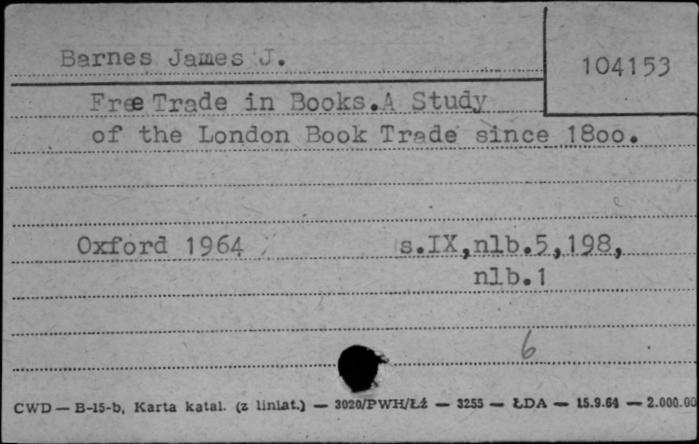 Barnes James J.
104153
Free Trade in Books.A Study
of the London Book Trade since 18oo.
Oxford 1964
s.IX,nlb.5,198,
nlb.1
6
CWD — B-15-b, Karta katal. (z liniat.) — 3020/PWH/Łź — 3255 — ŁDA — 15.9.64 — 2.000.00